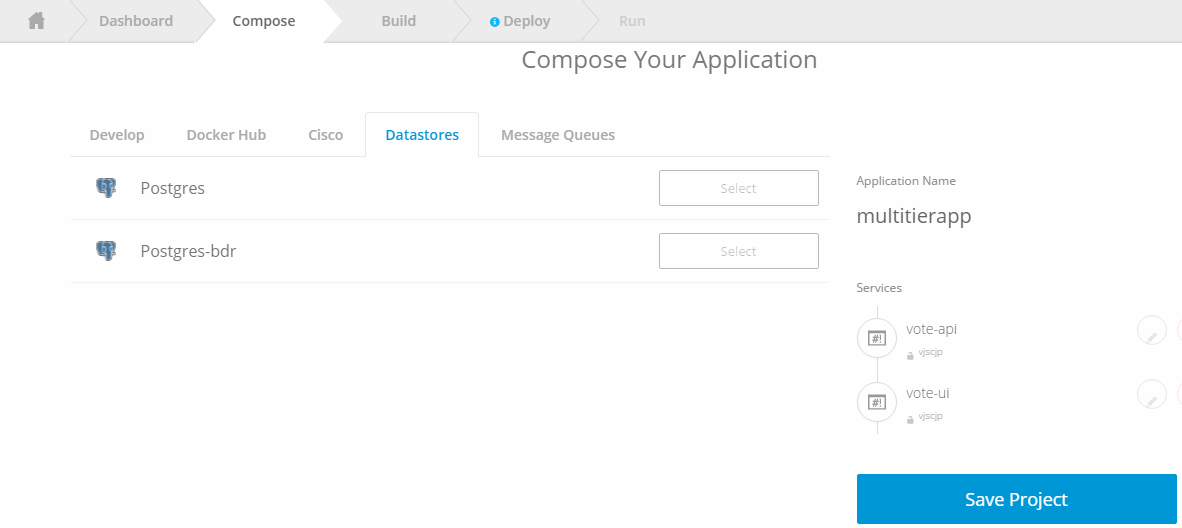 Dashboard
Compose
Build
Deploy
Run
Compose Your Application
Develop
Docker Hub
Cisco
Datastores
Message Queues
Postgres
Select
Postgres-bdr
Select
Application Name
multitierapp
Services
#!
vote-api
vjscjp
#!
vote-ui
vjscjp
Save Project